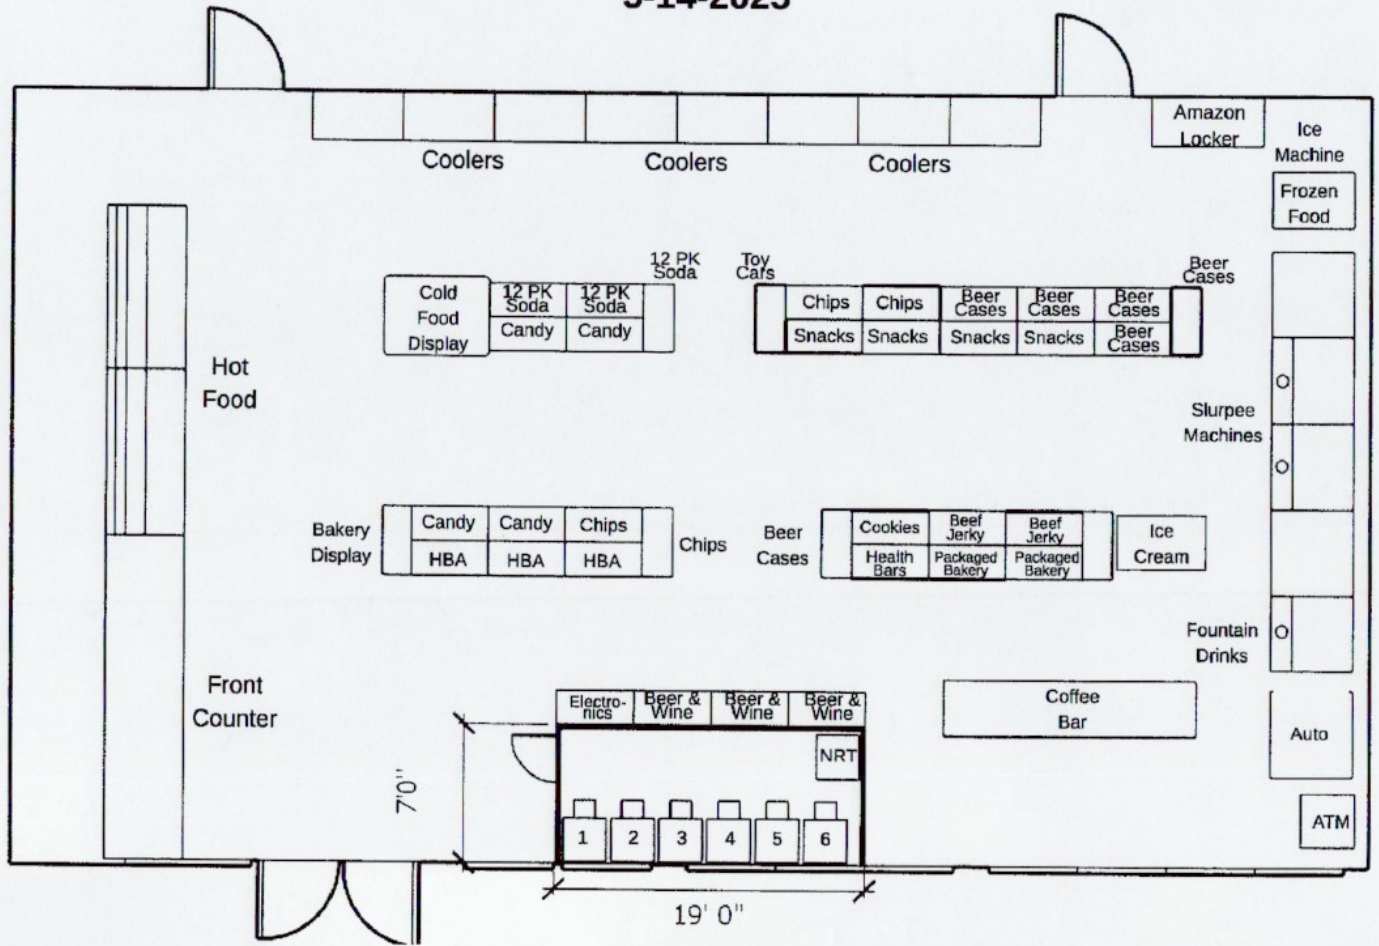 5-14-2025
Amazon
Locker
Ice
Machine
Coolers
Coolers
Coolers
Frozen
Food
12 PK
Soda
Toy
Cars
Beer
Cases
Cold
Food
Display
12 PK
Soda
12 PK
Soda
Candy
Candy
Chips
Chips
Beer
Cases
Beer
Cases
Beer
Cases
Snacks
Snacks
Snacks
Snacks
Beer
Cases
Hot
Food
Slurpee
Machines
Bakery
Display
Candy
Candy
Chips
HBA
HBA
HBA
Chips
Beer
Cases
Cookies
Beef
Jerky
Beef
Jerky
Health
Bars
Packaged
Bakery
Packaged
Bakery
Ice
Cream
Fountain
Drinks
Front
Counter
Electro-
nics
Beer &
Wine
Beer &
Wine
Beer &
Wine
Coffee
Bar
Auto
NRT
7'0"
1 2 3 4 5 6
ATM
19' 0"